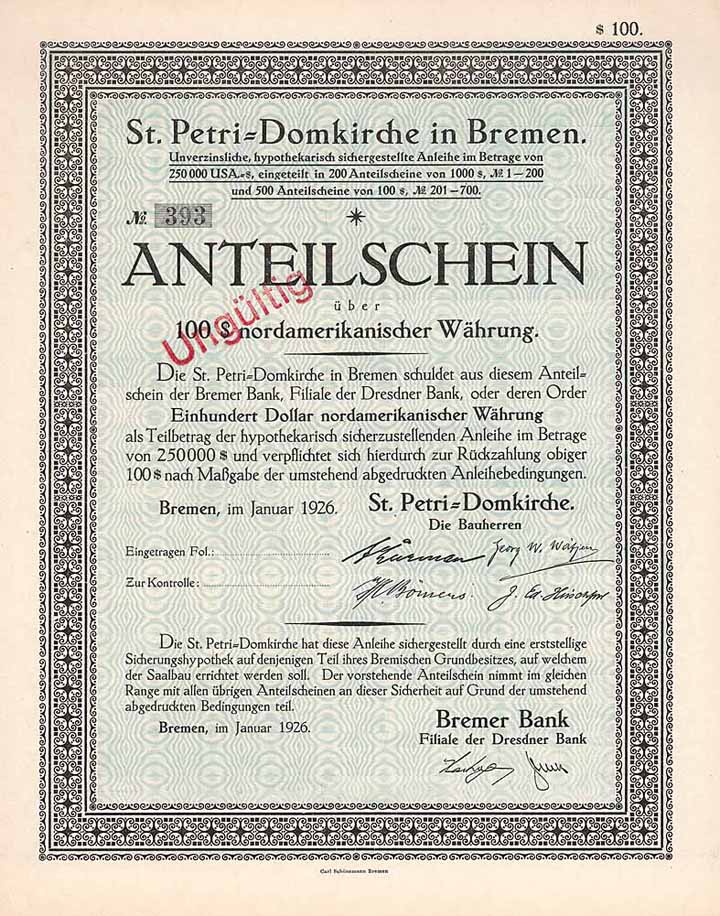 $ 100.
St. Petri=Domkirche in Bremen.
Unverzinsliche, hypothekarisch sichergestellte Anleihe im Betrage von
250 000 USA.=$, eingeteilt in 200 Anteilscheine von 1000 $, № 1—200
und 500 Anteilscheine von 100 $, № 201—700.
№ 393
ANTEILSCHEIN
Ungültig
über
100 $ nordamerikanischer Währung.
Die St. Petri=Domkirche in Bremen schuldet aus diesem Anteil=
schein der Bremer Bank, Filiale der Dresdner Bank, oder deren Order
Einhundert Dollar nordamerikanischer Währung
als Teilbetrag der hypothekarisch sicherzustellenden Anleihe im Betrage
von 250000 $ und verpflichtet sich hierdurch zur Rückzahlung obiger
100 $ nach Maßgabe der umstehend abgedruckten Anleihebedingungen.
Bremen, im Januar 1926. St. Petri=Domkirche.
Die Bauherren
Eingetragen Fol.: Georg W. Wätjen
Zur Kontrolle: H. Bömers. J. Ed.
Die St. Petri=Domkirche hat diese Anleihe sichergestellt durch eine erststellige
Sicherungshypothek auf denjenigen Teil ihres Bremischen Grundbesitzes, auf welchem
der Saalbau errichtet werden soll. Der vorstehende Anteilschein nimmt im gleichen
Range mit allen übrigen Anteilscheinen an dieser Sicherheit auf Grund der umstehend
abgedruckten Bedingungen teil.
Bremen, im Januar 1926. Bremer Bank
Filiale der Dresdner Bank
Carl Schünemann Bremen